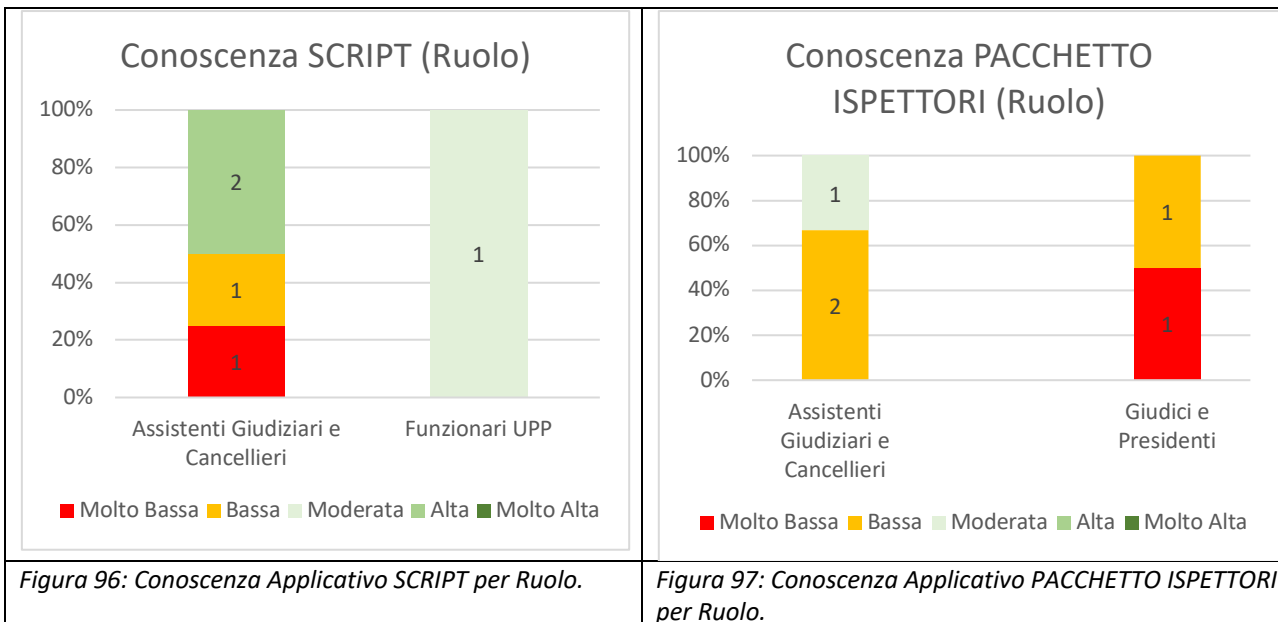 Conoscenza SCRIPT (Ruolo)
100%
80%
60%
40%
20%
0%
2
1
1
1
Assistenti Giudiziari e
Cancellieri
Funzionari UPP
Molto Bassa Bassa Moderata Alta Molto Alta
Figura 96: Conoscenza Applicativo SCRIPT per Ruolo.
Conoscenza PACCHETTO
ISPETTORI (Ruolo)
100%
80%
60%
40%
20%
0%
1
2
1
1
Assistenti
Giudiziari e
Cancellieri
Giudici e
Presidenti
Molto Bassa Bassa Moderata Alta Molto Alta
Figura 97: Conoscenza Applicativo PACCHETTO ISPETTORI
per Ruolo.